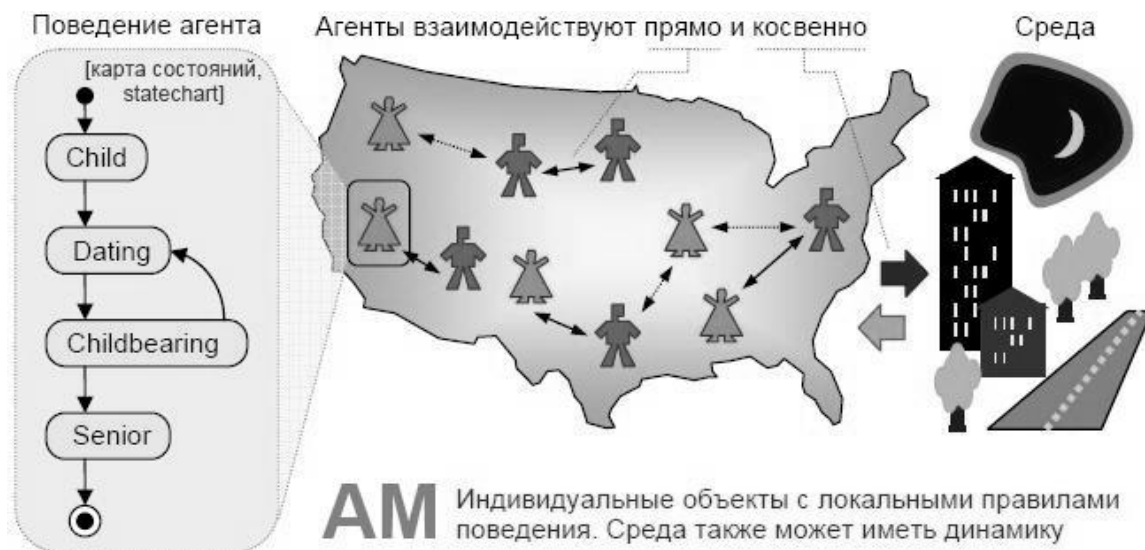 Поведение агента
[карта состояний,
statechart]
Child
Dating
Childbearing
Senior
Агенты взаимодействуют прямо и косвенно
Среда
АМ
Индивидуальные объекты с локальными правилами
поведения. Среда также может иметь динамику